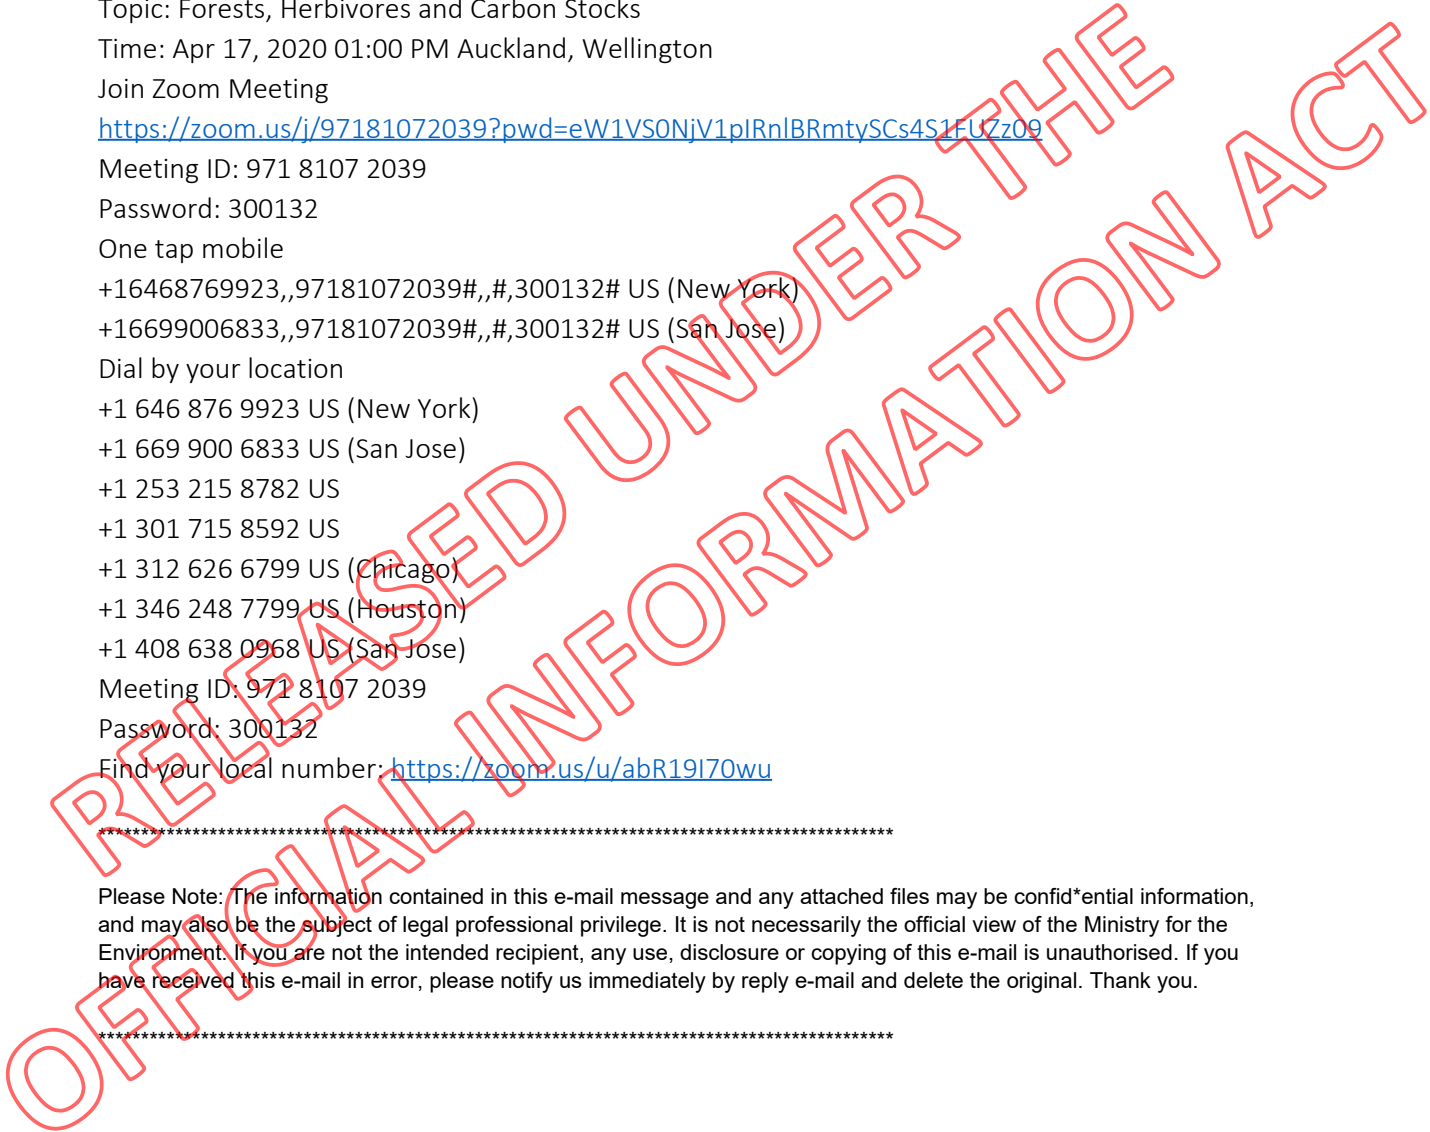 Topic: Forests, Herbivores and Carbon Stocks
Time: Apr 17, 2020 01:00 PM Auckland, Wellington
Join Zoom Meeting
https://zoom.us/j/97181072039?pwd=eW1VS0NjV1pIRnlBRmtySCs4S1FUZz09
Meeting ID: 971 8107 2039
Password: 300132
One tap mobile
+16468769923,,97181072039#,,#,300132# US (New York)
+16699006833,,97181072039#,,#,300132# US (San Jose)
Dial by your location
+1 646 876 9923 US (New York)
+1 669 900 6833 US (San Jose)
+1 253 215 8782 US
+1 301 715 8592 US
+1 312 626 6799 US (Chicago)
+1 346 248 7799 US (Houston)
+1 408 638 0968 US (San Jose)
Meeting ID: 971 8107 2039
Password: 300132
Find your local number: https://zoom.us/u/abR19I70wu
*********************************************************************************************
Please Note: The information contained in this e-mail message and any attached files may be confid*ential information,
and may also be the subject of legal professional privilege. It is not necessarily the official view of the Ministry for the
Environment. If you are not the intended recipient, any use, disclosure or copying of this e-mail is unauthorised. If you
have received this e-mail in error, please notify us immediately by reply e-mail and delete the original. Thank you.
*********************************************************************************************
RELEASED UNDER THE
OFFICIAL INFORMATION ACT